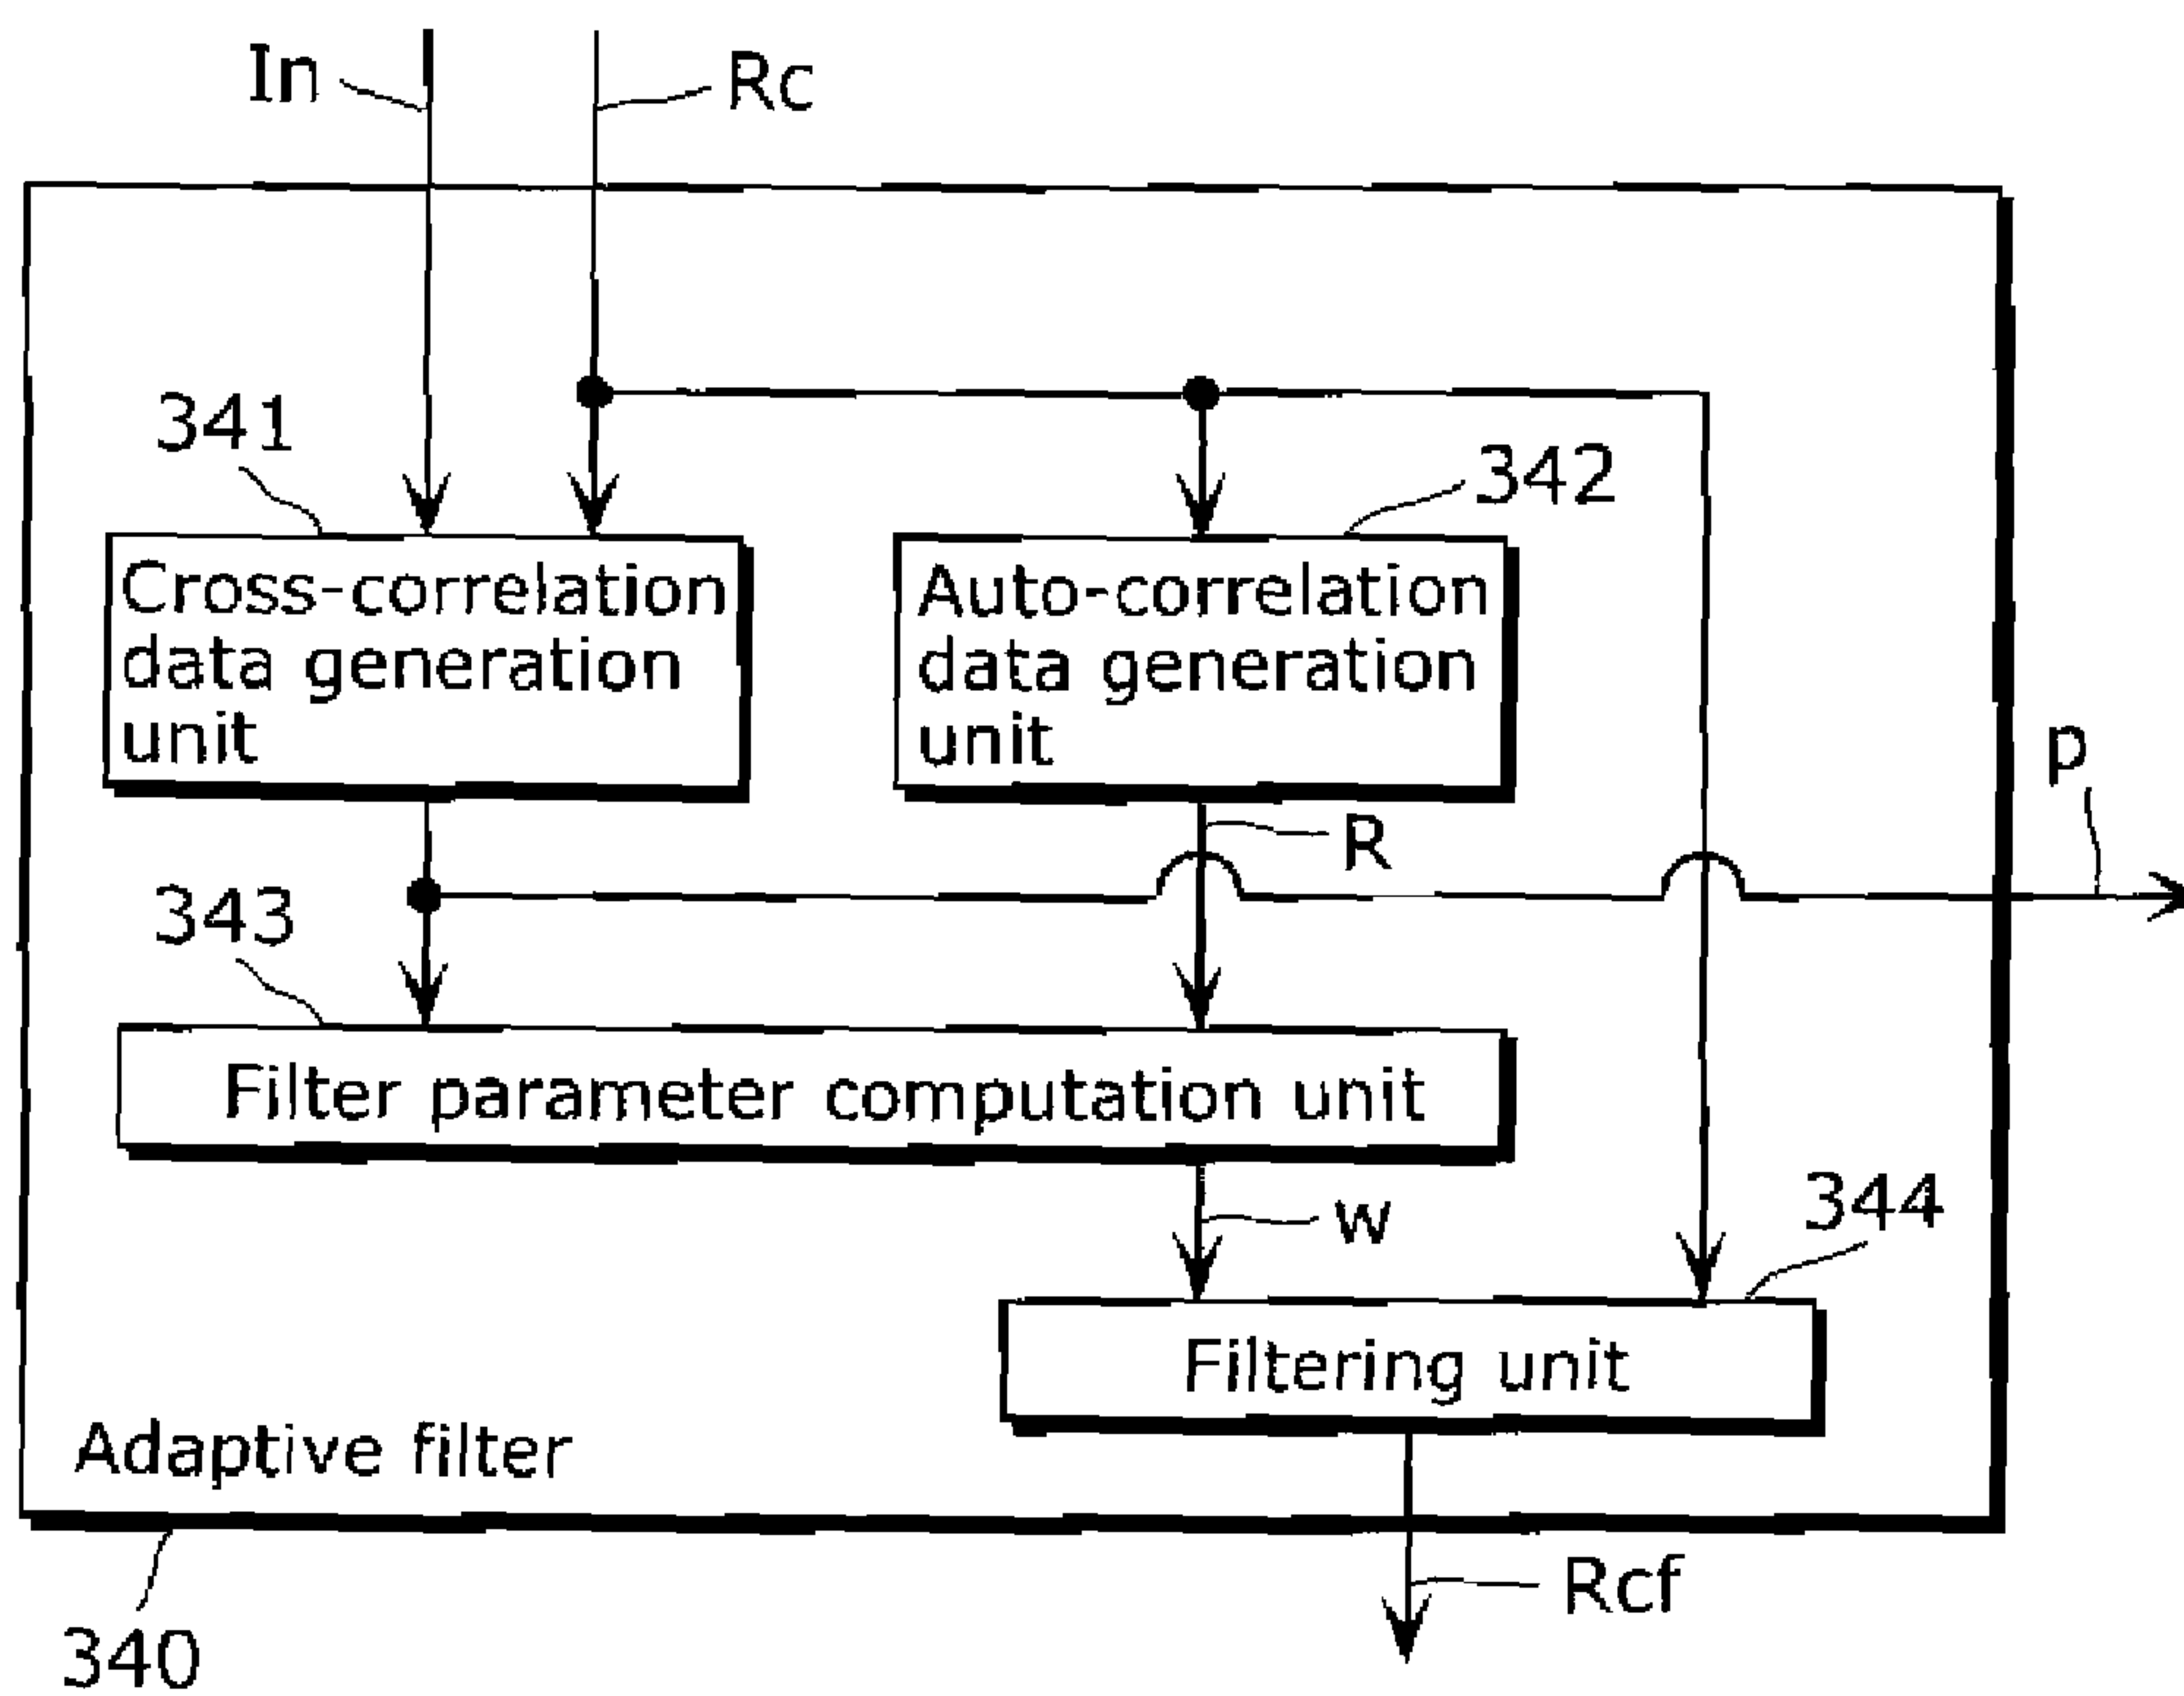 In
Rc
341
342
Cross-correlation
data generation
unit
Auto-correlation
data generation
unit
p
R
343
Filter parameter computation unit
w
344
Filtering unit
Adaptive filter
Rcf
340